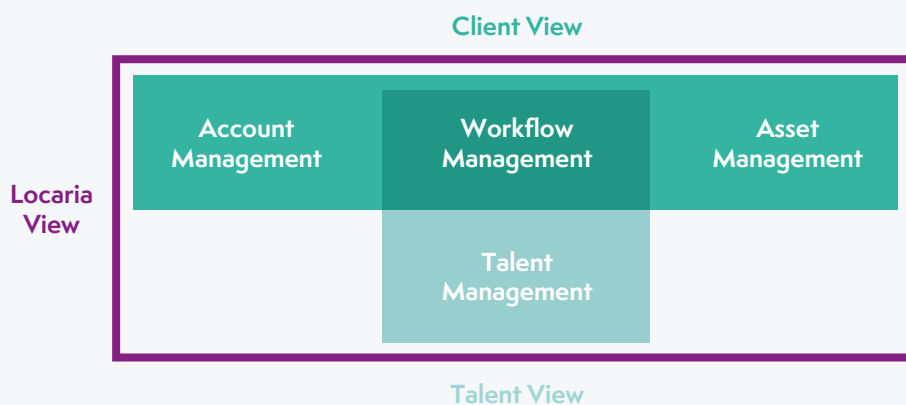 Client View
Account
Management
Workflow
Management
Asset
Management
Locaria
View
Talent
Management
Talent View